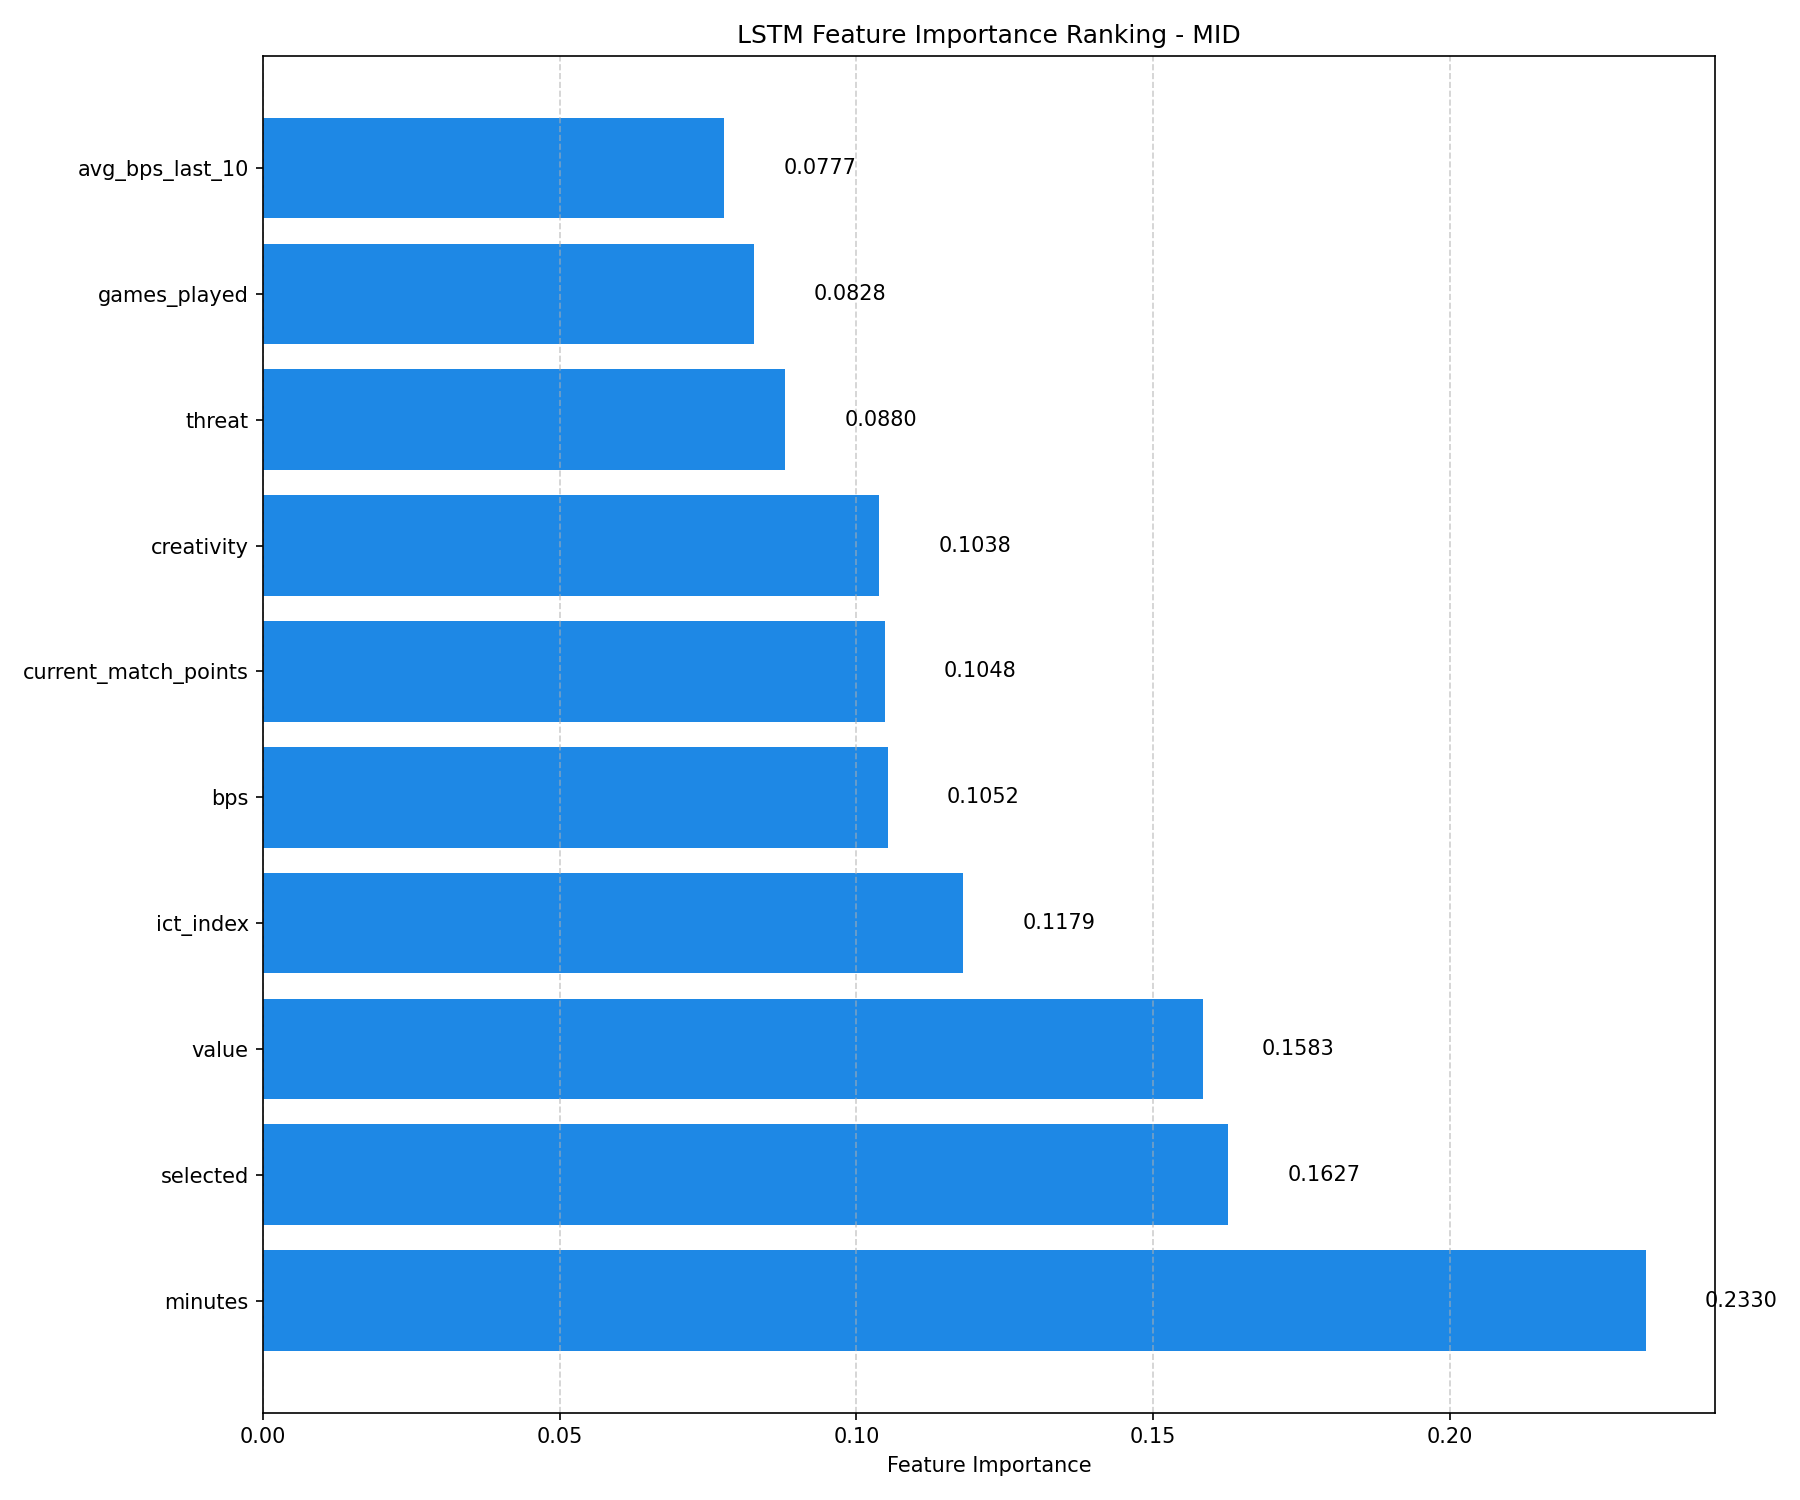 LSTM Feature Importance Ranking - MID
avg_bps_last_10 0.0777
games_played 0.0828
threat 0.0880
creativity 0.1038
current_match_points 0.1048
bps 0.1052
ict_index 0.1179
value 0.1583
selected 0.1627
minutes 0.2330
0.00 0.05 0.10 0.15 0.20
Feature Importance